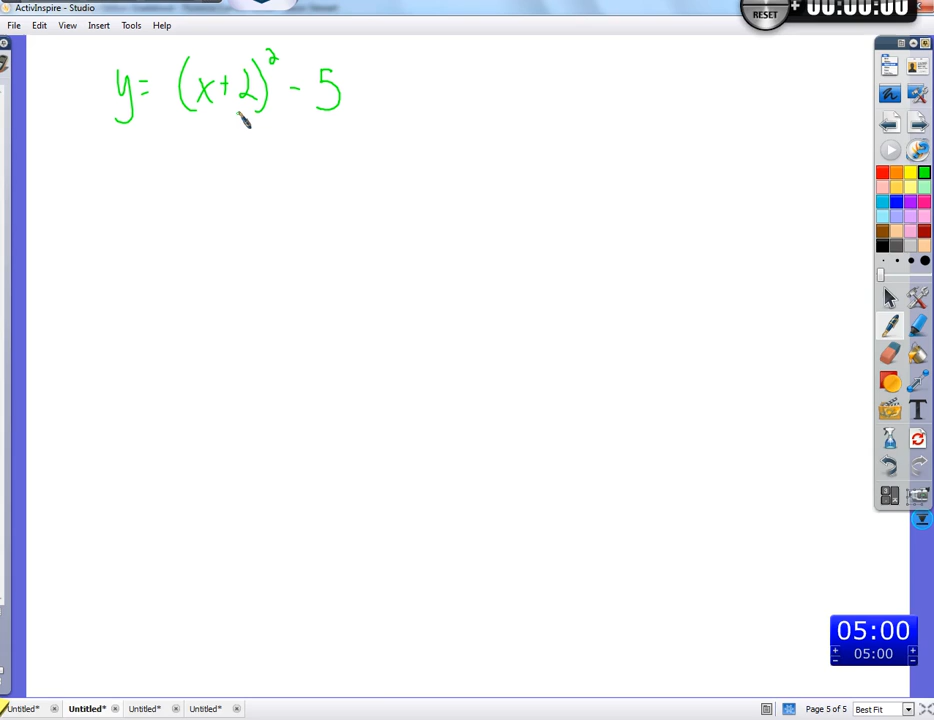 ActivInspire - Studio
RESET
00:00:00
File Edit View Insert Tools Help
y= (x+2)² - 5
05:00
05:00
Untitled* Untitled* Untitled* Untitled*
Page 5 of 5 Best Fit